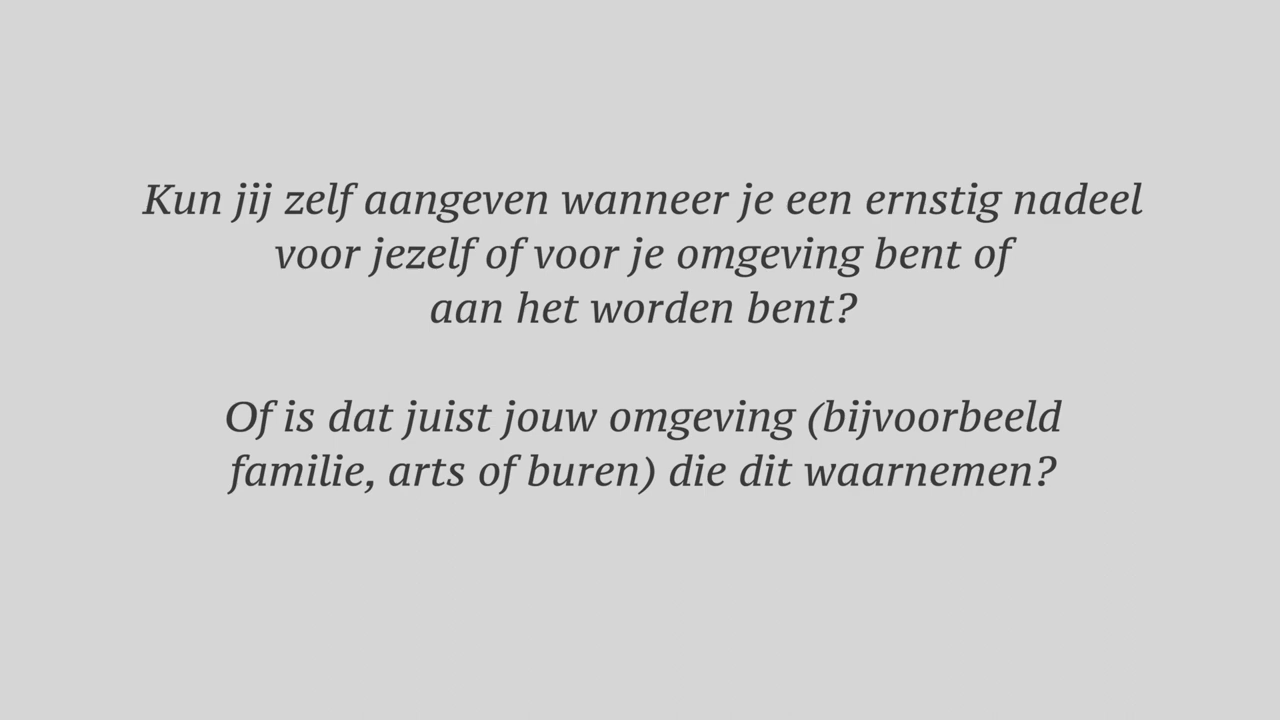 Kun jij zelf aangeven wanneer je een ernstig nadeel
voor jezelf of voor je omgeving bent of
aan het worden bent?
Of is dat juist jouw omgeving (bijvoorbeeld
familie, arts of buren) die dit waarnemen?